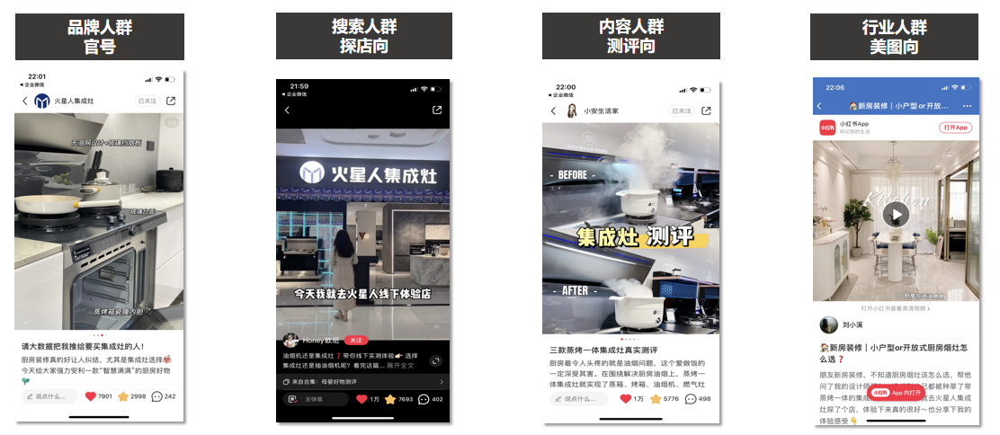 品牌人群
官号
22:01
◀ 企业微信
火星人集成灶
已关注
无油网设计+玻璃挡烟板
玻璃台面
蒸烤箱瓷膜内胆
请大数据把我推给要买集成灶的人！
厨房装修真的好让人纠结，尤其是集成灶选择
今天给大家强力安利一款“智慧满满”的厨房好物
说点什么...
7901
2998
242
搜索人群
探店向
21:59
◀ 企业微信
火星人集成灶
今天我就去火星人线下体验店
Honey欧尼
关注
油烟机还是集成灶❓带你线下实测体验👉 选择
集成灶还是抽油烟机呢？看完这篇... 展开全文
来自合集：母婴好物测评
发弹幕
1万
7693
402
内容人群
测评向
22:00
◀ 企业微信
小安生活家
已关注
- BEFORE -
集成灶 测评
- AFTER -
三款蒸烤一体集成灶真实测评
厨房最令人头疼的就是油烟问题，这个爱做饭的
一定深受其害。在围绕解决厨房油烟上，蒸烤一
体集成灶就实现了蒸箱、烤箱、油烟机、燃气灶
说点什么...
1万
5776
498
行业人群
美图向
22:06
🏠新房装修｜小户型or开放...
小红书
小红书App
标记我的生活
打开App
Kitchen
打开小红书查看高清视频 >
刘小溪
🏠新房装修｜小户型or开放式厨房烟灶怎
么选❓
朋友新房装修，不知道厨房烟灶该怎么选，帮他
问了我的设计师
己都被种草了带
蒸烤一体的集成
就去火星人集成
小红书 App 内打开
灶探了个店，体验下来真的很好~也分享下我的
体验感受👇